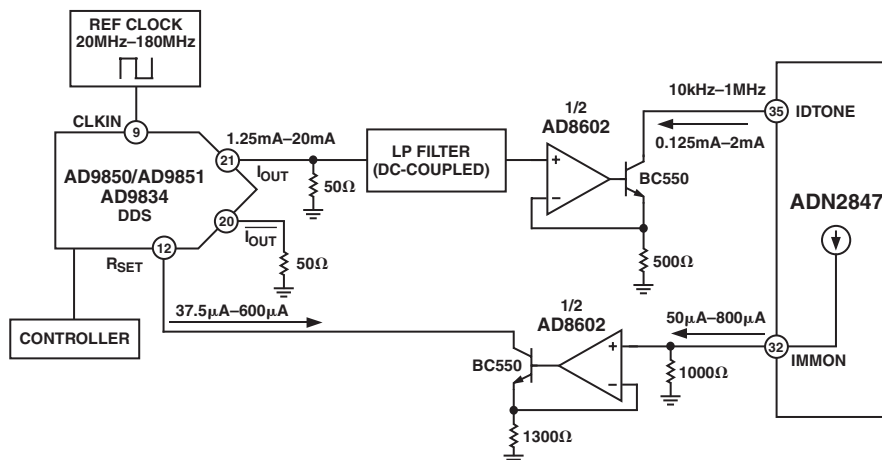 REF CLOCK
20MHz–180MHz
CLKIN
9
1.25mA–20mA
21
I_OUT
AD9850/AD9851
AD9834
DDS
50Ω
20
I_OUT
12
R_SET
50Ω
LP FILTER
(DC-COUPLED)
1/2
AD8602
+
–
BC550
500Ω
10kHz–1MHz
0.125mA–2mA
35
IDTONE
ADN2847
CONTROLLER
37.5µA–600µA
1/2
AD8602
BC550
+
–
1300Ω
50µA–800µA
1000Ω
32
IMMON